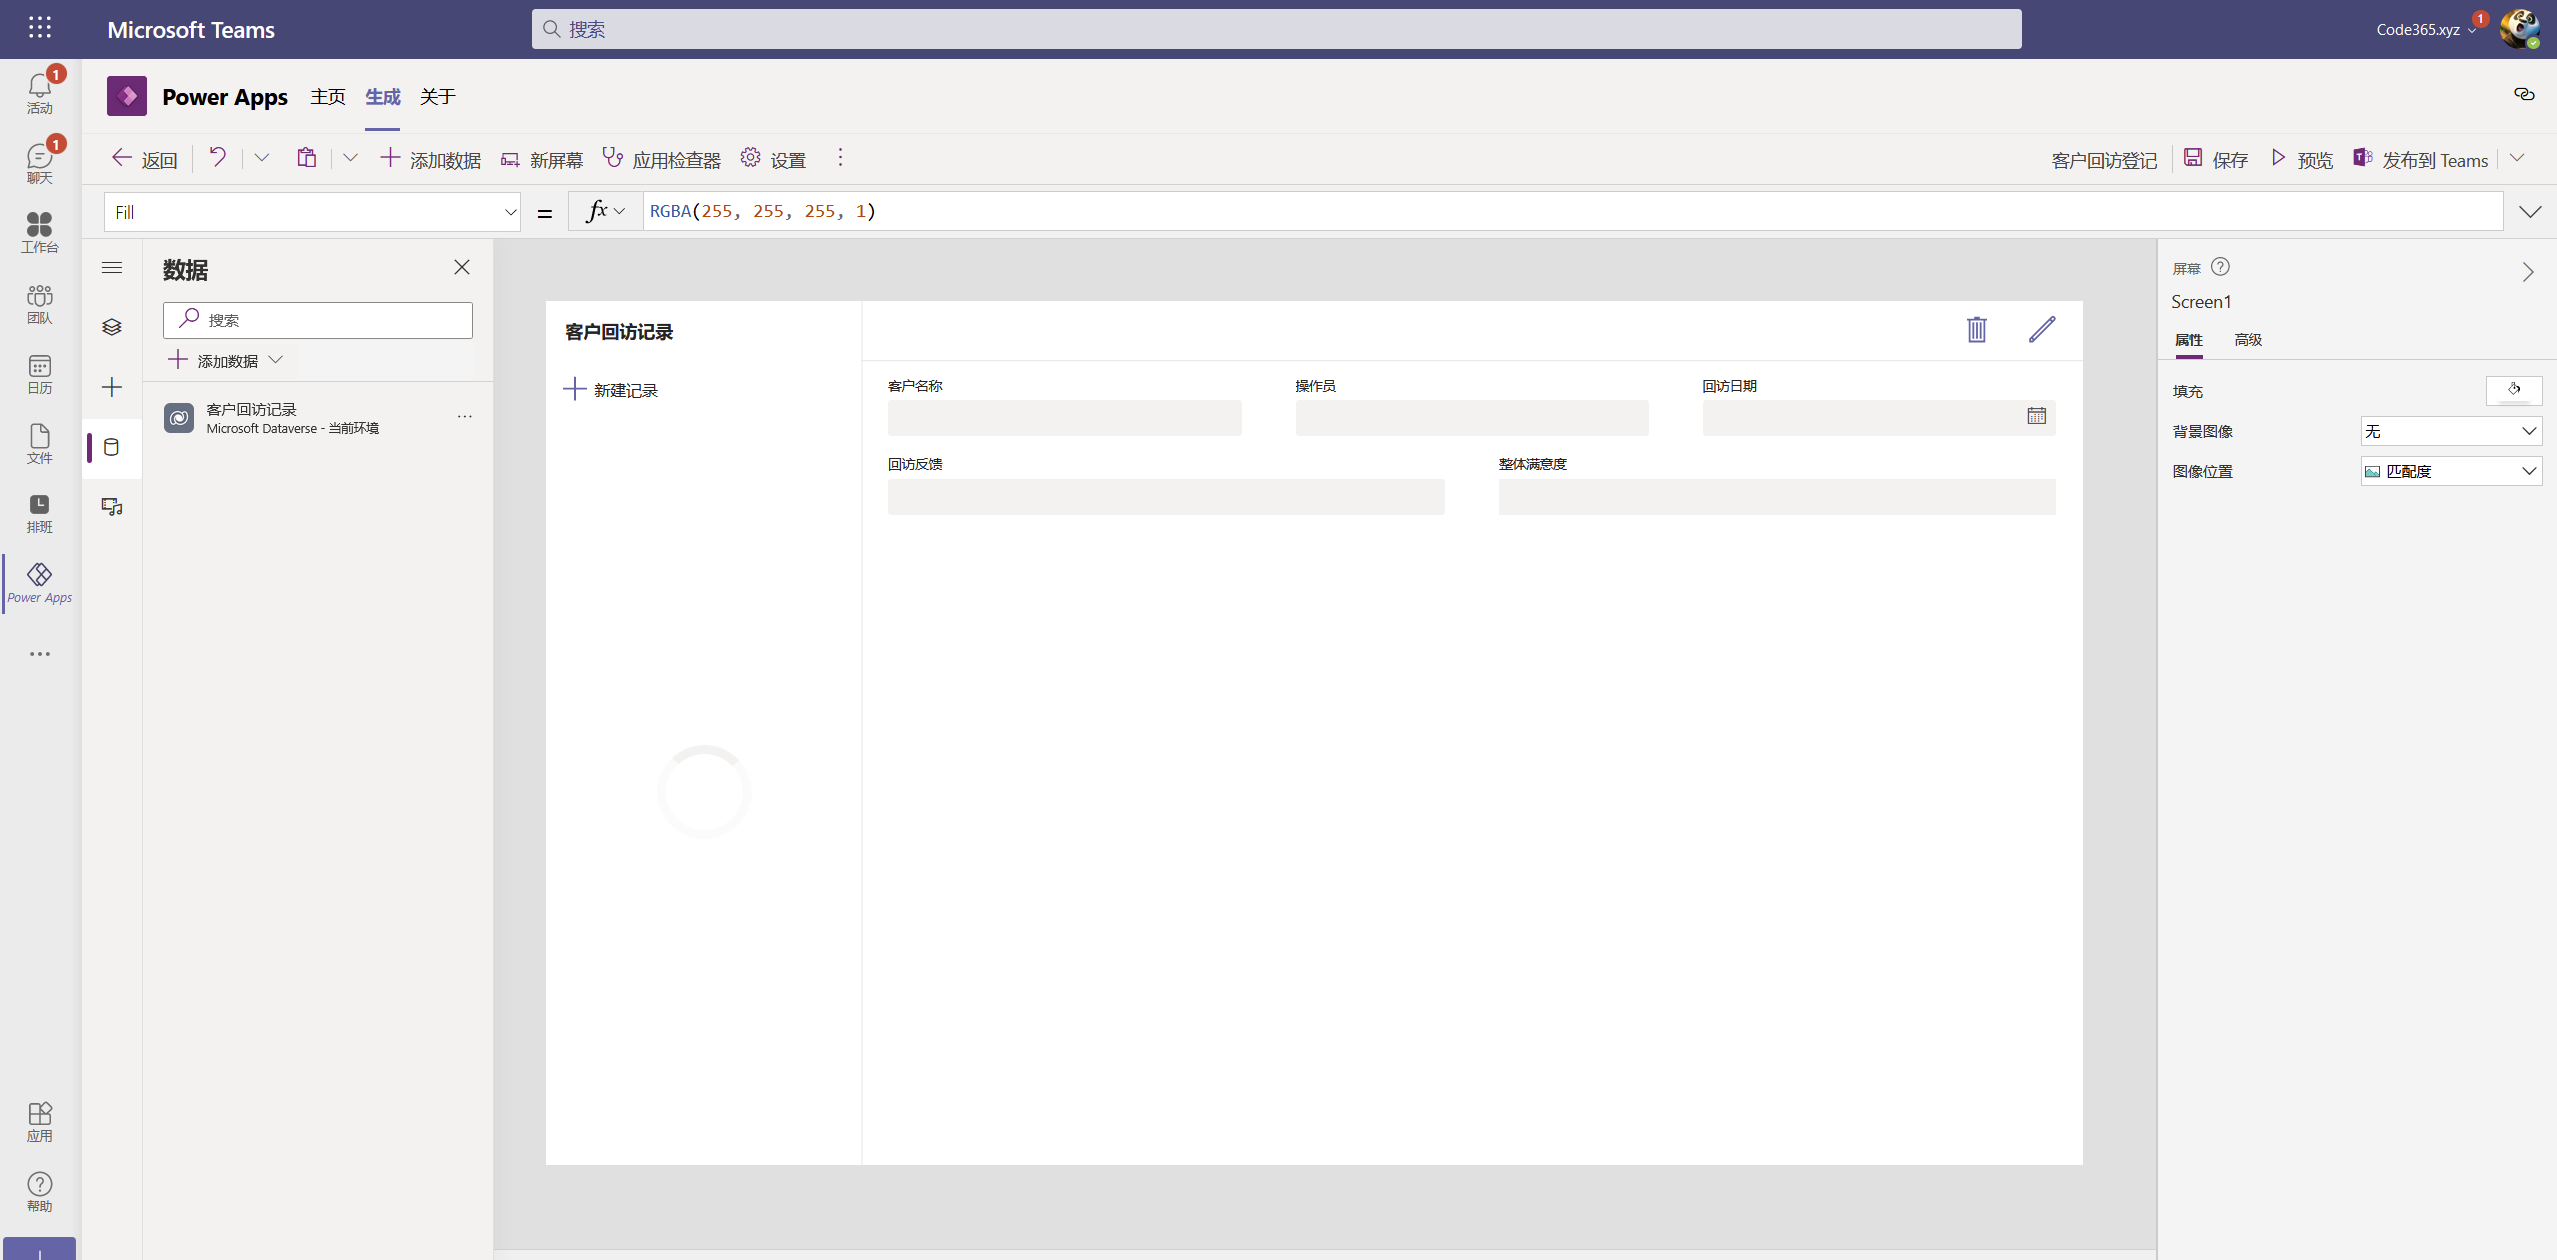 Microsoft Teams
搜索
Code365.xyz
1
1
活动
1
聊天
工作台
团队
日历
文件
排班
Power Apps
应用
帮助
Power Apps 主页 生成 关于
返回 添加数据 新屏幕 应用检查器 设置 客户回访登记 保存 预览 发布到 Teams
Fill = fx RGBA(255, 255, 255, 1)
数据
搜索
添加数据
客户回访记录
Microsoft Dataverse - 当前环境
客户回访记录
新建记录
客户名称 操作员 回访日期
回访反馈 整体满意度
屏幕
Screen1
属性 高级
填充
背景图像 无
图像位置 匹配度